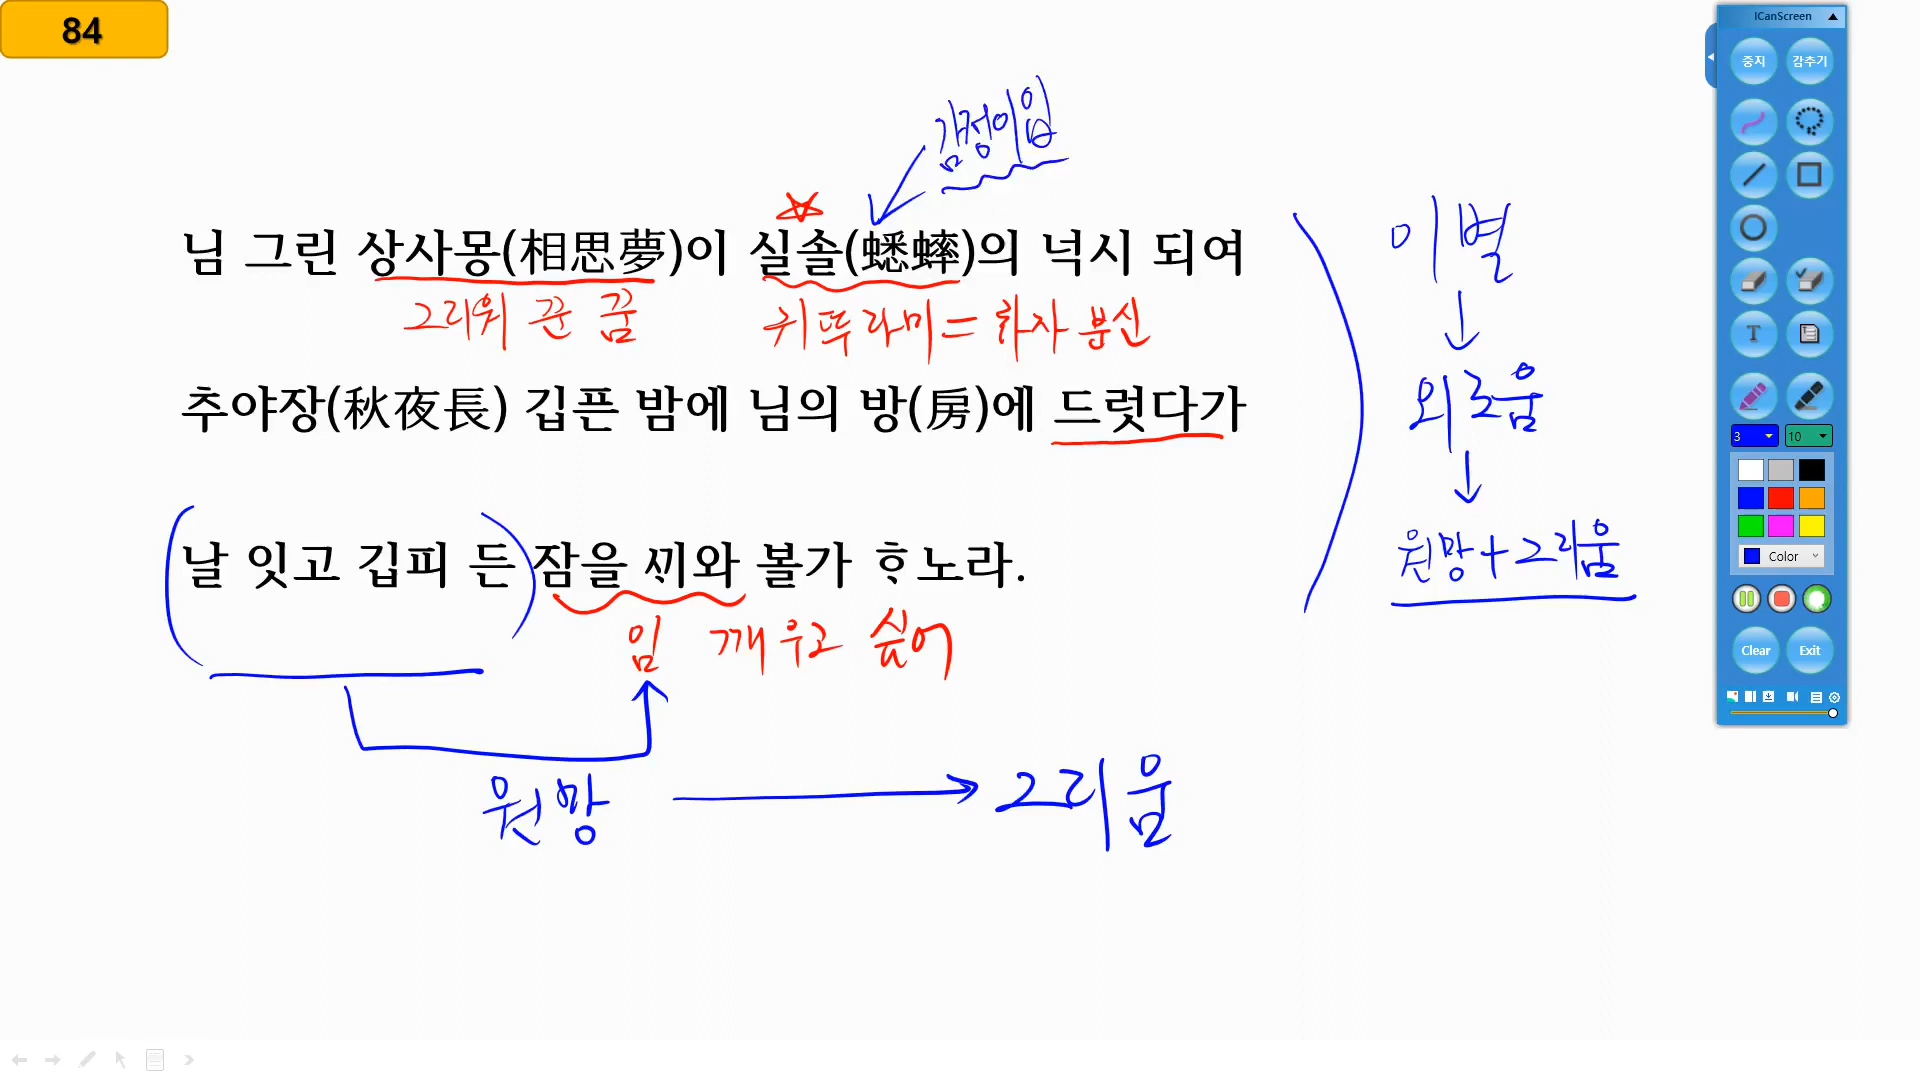 84
감정이입
님 그린 상사몽(相思夢)이 실솔(蟋蟀)의 넉시 되여
그리워 꾼 꿈
귀뚜라미 = 화자 분신
추야장(秋夜長) 깁픈 밤에 님의 방(房)에 드럿다가
날 잇고 깁피 든 잠을 ᄭᆡ와 볼가 ᄒᆞ노라.
임 깨우고 싶어
원망 → 그리움
이별
↓
외로움
↓
원망+그리움
ICanScreen
중지 감추기
T
3 10
Color
Clear Exit